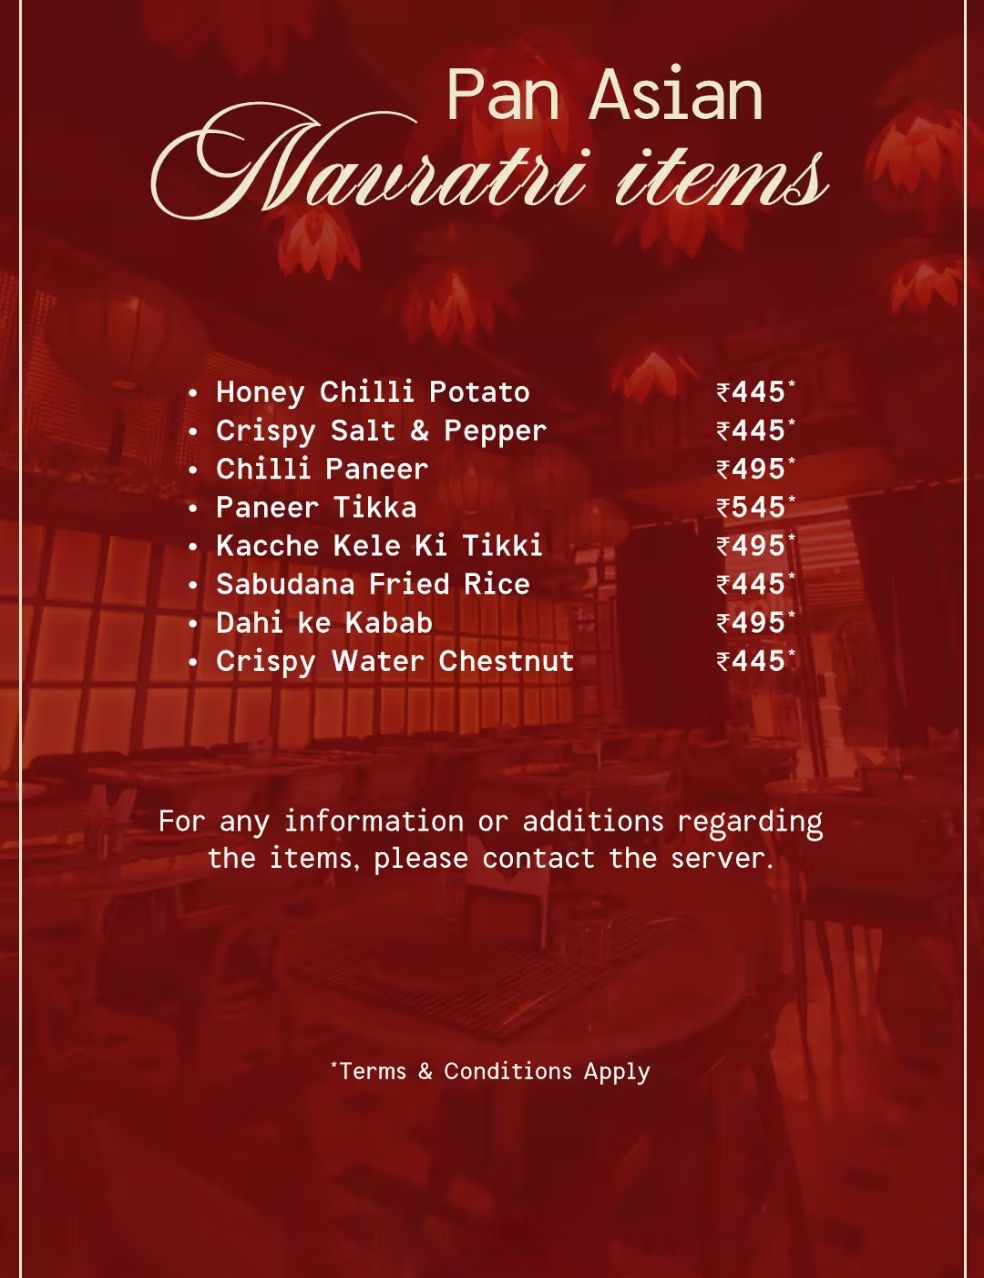 Pan Asian
Navratri items
• Honey Chilli Potato ₹445*
• Crispy Salt & Pepper ₹445*
• Chilli Paneer ₹495*
• Paneer Tikka ₹545*
• Kacche Kele Ki Tikki ₹495*
• Sabudana Fried Rice ₹445*
• Dahi ke Kabab ₹495*
• Crispy Water Chestnut ₹445*
For any information or additions regarding
the items, please contact the server.
*Terms & Conditions Apply